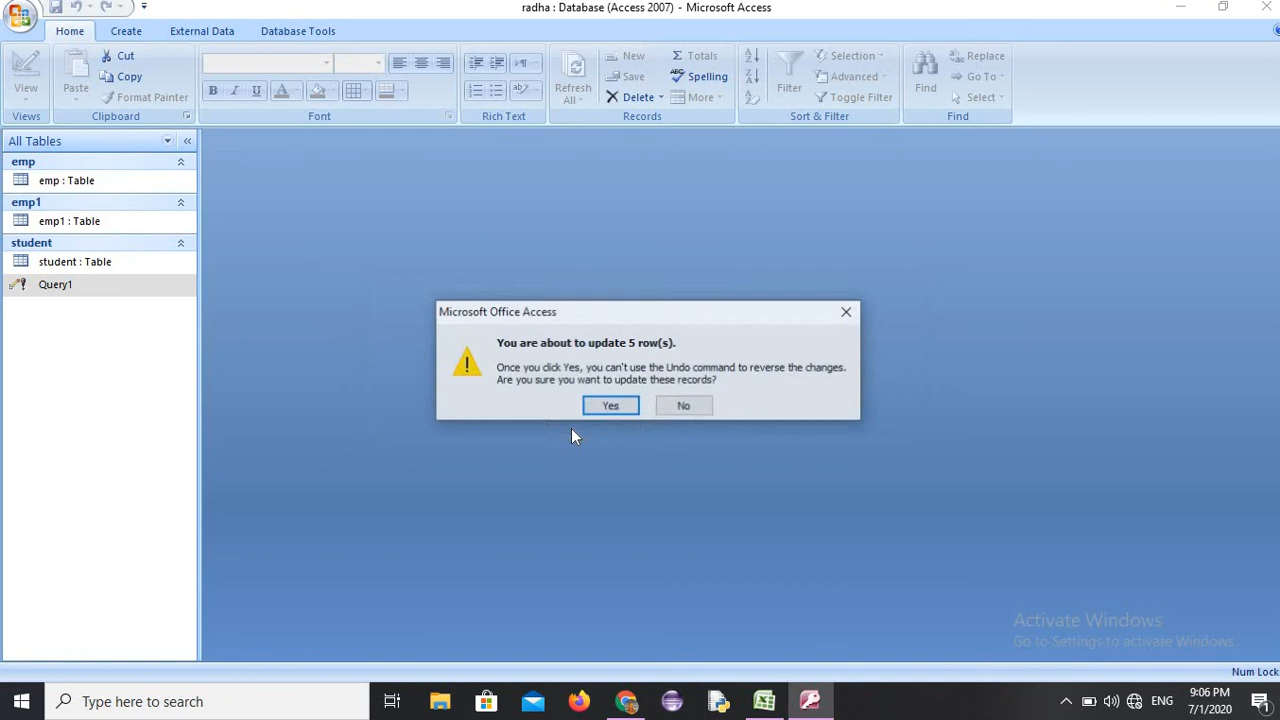 radha : Database (Access 2007) - Microsoft Access
Home Create External Data Database Tools
View
Views
Paste
Cut
Copy
Format Painter
Clipboard
B I U A
Font
Rich Text
Refresh All
New
Save
Delete
Totals
Spelling
More
Records
Filter
Selection
Advanced
Toggle Filter
Sort & Filter
Find
Replace
Go To
Select
Find
All Tables
emp
emp : Table
emp1
emp1 : Table
student
student : Table
Query1
Microsoft Office Access
You are about to update 5 row(s).
Once you click Yes, you can't use the Undo command to reverse the changes.
Are you sure you want to update these records?
Yes No
Activate Windows
Go to Settings to activate Windows.
Num Lock
Type here to search
ENG
9:06 PM
7/1/2020
1